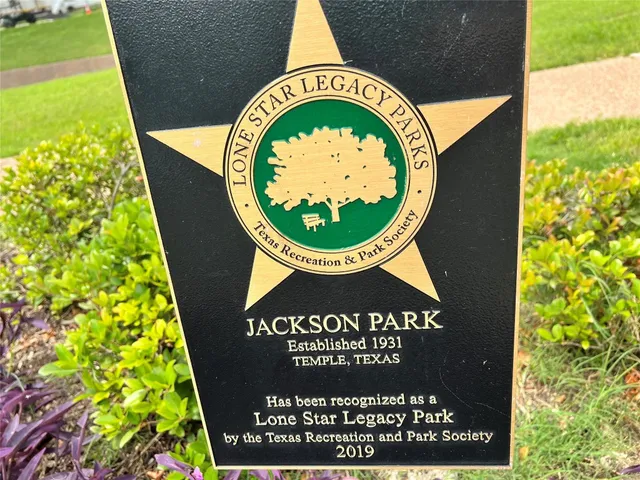 LONE STAR LEGACY PARKS
Texas Recreation & Park Society
JACKSON PARK
Established 1931
TEMPLE, TEXAS
Has been recognized as a
Lone Star Legacy Park
by the Texas Recreation and Park Society
2019